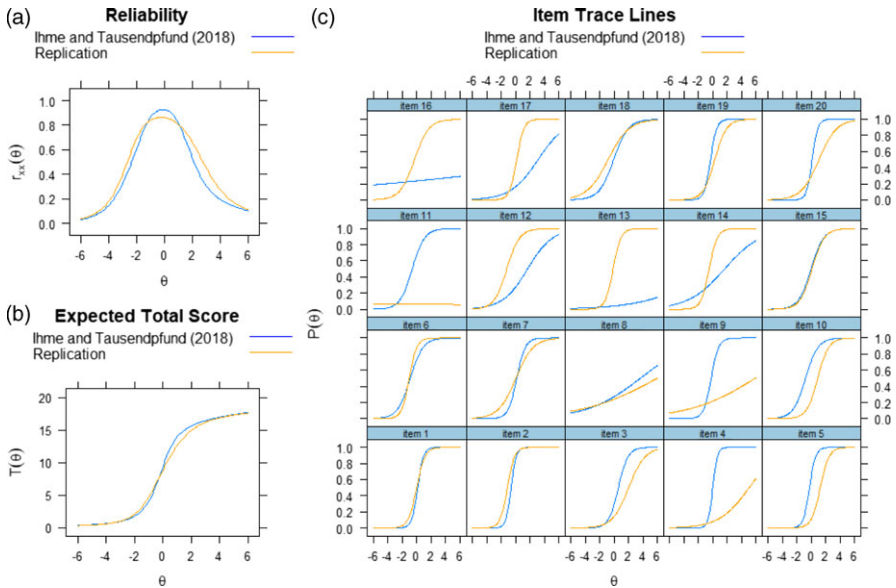 (a)
Reliability
Ihme and Tausendpfund (2018)
Replication
1.0
0.8
0.6
0.4
0.2
0.0
rxx(θ)
-6 -4 -2 0 2 4 6
θ
(b)
Expected Total Score
Ihme and Tausendpfund (2018)
Replication
20
15
10
5
0
T(θ)
-6 -4 -2 0 2 4 6
θ
(c)
Item Trace Lines
Ihme and Tausendpfund (2018)
Replication
-6 -4 -2 0 2 4 6 -6 -4 -2 0 2 4 6
item 16 item 17 item 18 item 19 item 20
1.0
0.8
0.6
0.4
0.2
0.0
item 11 item 12 item 13 item 14 item 15
1.0
0.8
0.6
0.4
0.2
0.0
item 6 item 7 item 8 item 9 item 10
1.0
0.8
0.6
0.4
0.2
0.0
item 1 item 2 item 3 item 4 item 5
1.0
0.8
0.6
0.4
0.2
0.0
P(θ)
-6 -4 -2 0 2 4 6 -6 -4 -2 0 2 4 6 -6 -4 -2 0 2 4 6
θ